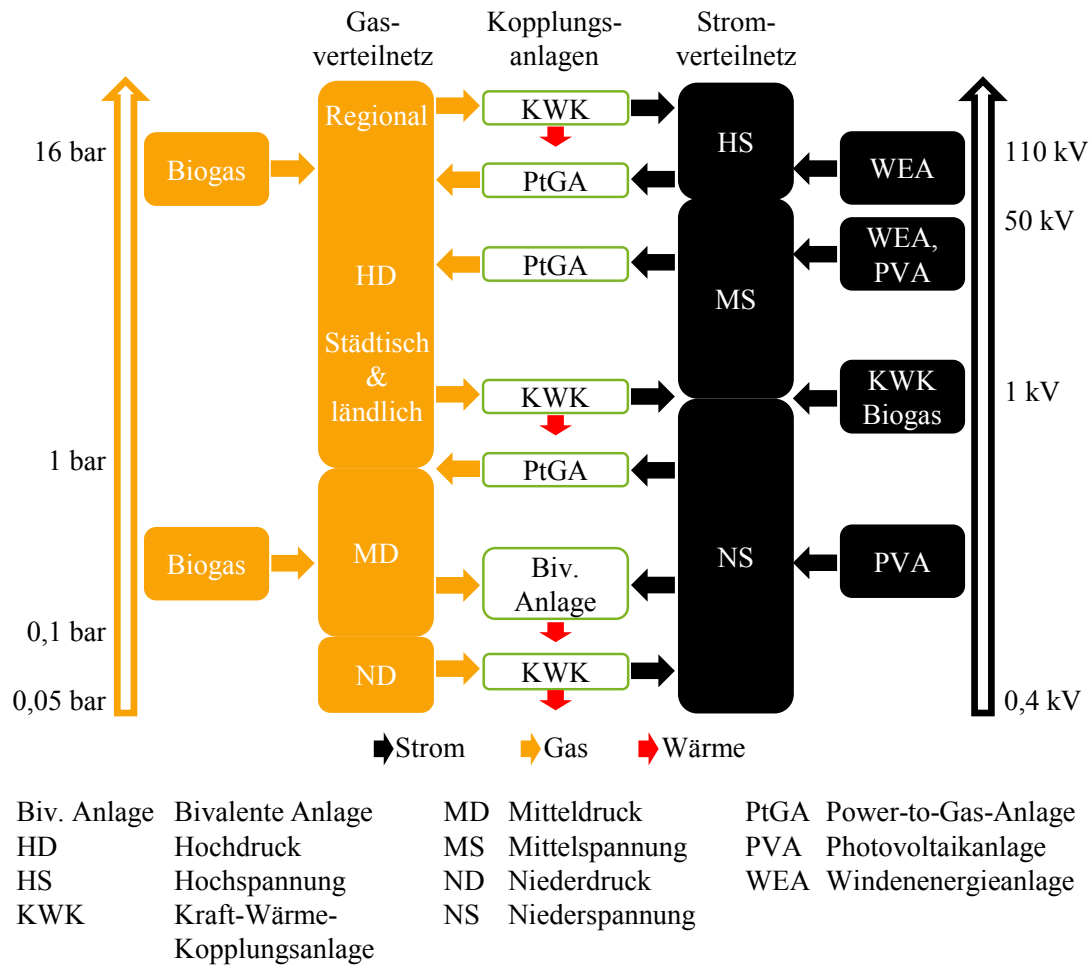 Gas-
verteilnetz
Kopplungs-
anlagen
Strom-
verteilnetz
16 bar
1 bar
0,1 bar
0,05 bar
Biogas
Biogas
Regional
HD
Städtisch
&
ländlich
MD
ND
KWK
PtGA
PtGA
KWK
PtGA
Biv.
Anlage
KWK
HS
MS
NS
WEA
WEA,
PVA
KWK
Biogas
PVA
110 kV
50 kV
1 kV
0,4 kV
Strom
Gas
Wärme
Biv. Anlage Bivalente Anlage
HD Hochdruck
HS Hochspannung
KWK Kraft-Wärme-
Kopplungsanlage
MD Mitteldruck
MS Mittelspannung
ND Niederdruck
NS Niederspannung
PtGA Power-to-Gas-Anlage
PVA Photovoltaikanlage
WEA Windenenergieanlage